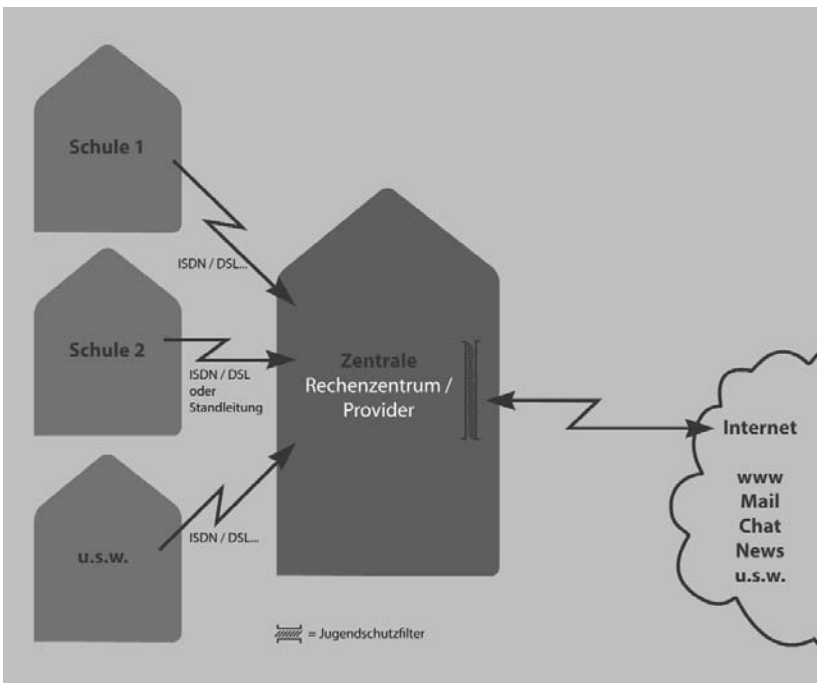 Schule 1
ISDN / DSL...
Schule 2
ISDN / DSL
oder
Standleitung
u.s.w.
ISDN / DSL...
Zentrale
Rechenzentrum /
Provider
Internet
www
Mail
Chat
News
u.s.w.
= Jugendschutzfilter